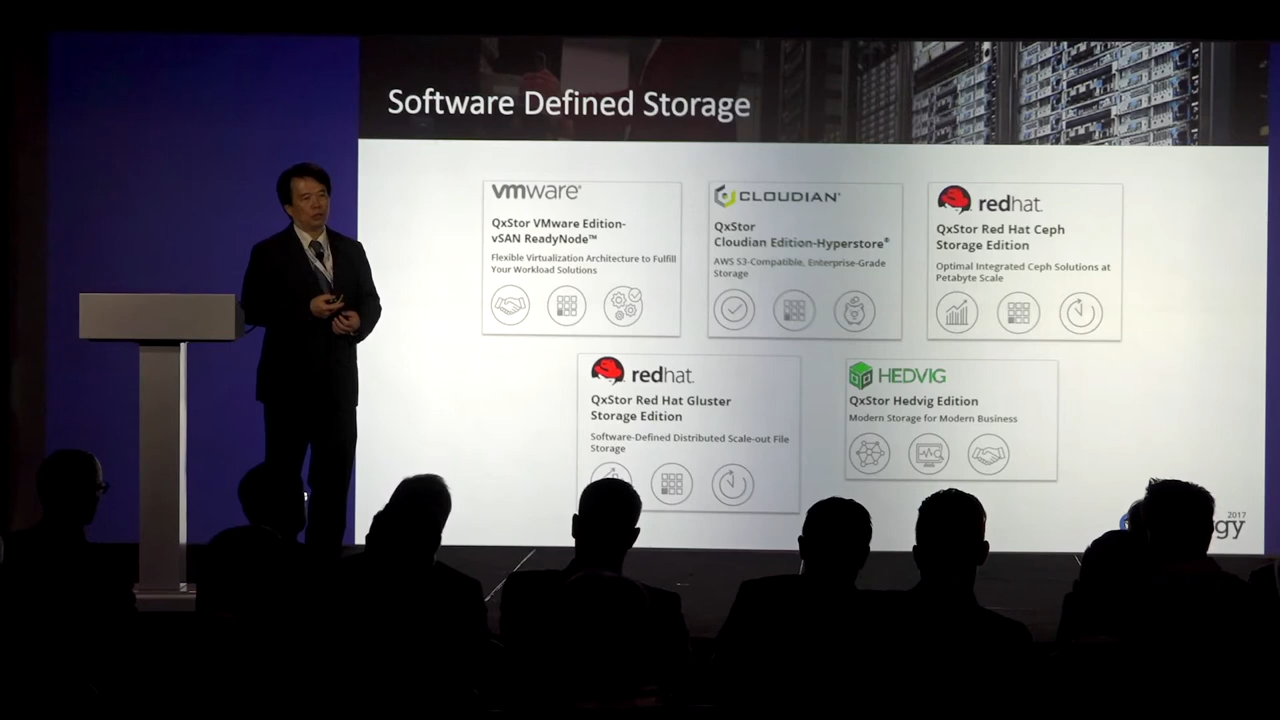 Software Defined Storage
vmware®
QxStor VMware Edition-
vSAN ReadyNode™
Flexible Virtualization Architecture to Fulfill
Your Workload Solutions
CLOUDIAN®
QxStor
Cloudian Edition-Hyperstore®
AWS S3-Compatible, Enterprise-Grade
Storage
redhat.
QxStor Red Hat Ceph
Storage Edition
Optimal Integrated Ceph Solutions at
Petabyte Scale
redhat.
QxStor Red Hat Gluster
Storage Edition
Software-Defined Distributed Scale-out File
Storage
HEDVIG
QxStor Hedvig Edition
Modern Storage for Modern Business
2017
gy